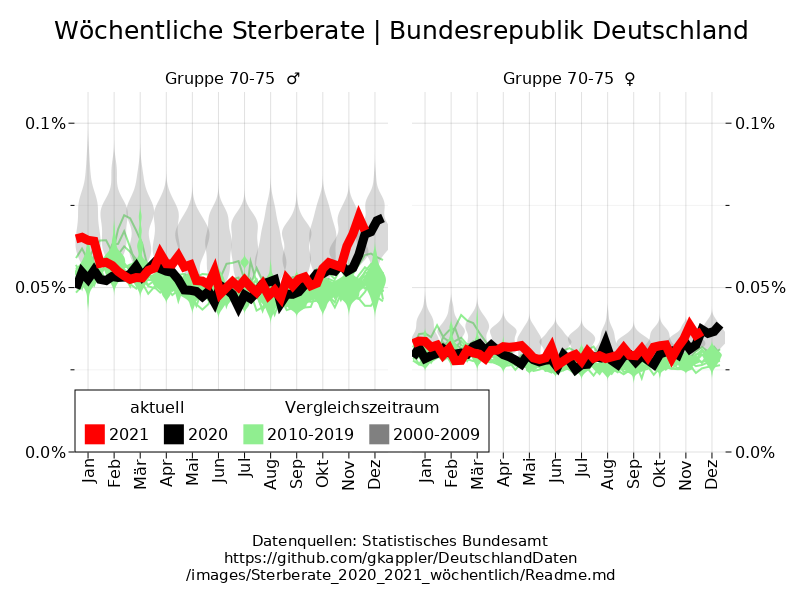 Wöchentliche Sterberate | Bundesrepublik Deutschland
Gruppe 70-75 ♂
Gruppe 70-75 ♀
0.1%
0.05%
0.0%
0.1%
0.05%
0.0%
aktuell
Vergleichszeitraum
2021
2020
2010-2019
2000-2009
Jan
Feb
Mär
Apr
Mai
Jun
Jul
Aug
Sep
Okt
Nov
Dez
Jan
Feb
Mär
Apr
Mai
Jun
Jul
Aug
Sep
Okt
Nov
Dez
Datenquellen: Statistisches Bundesamt
https://github.com/gkappler/DeutschlandDaten
/images/Sterberate_2020_2021_wöchentlich/Readme.md